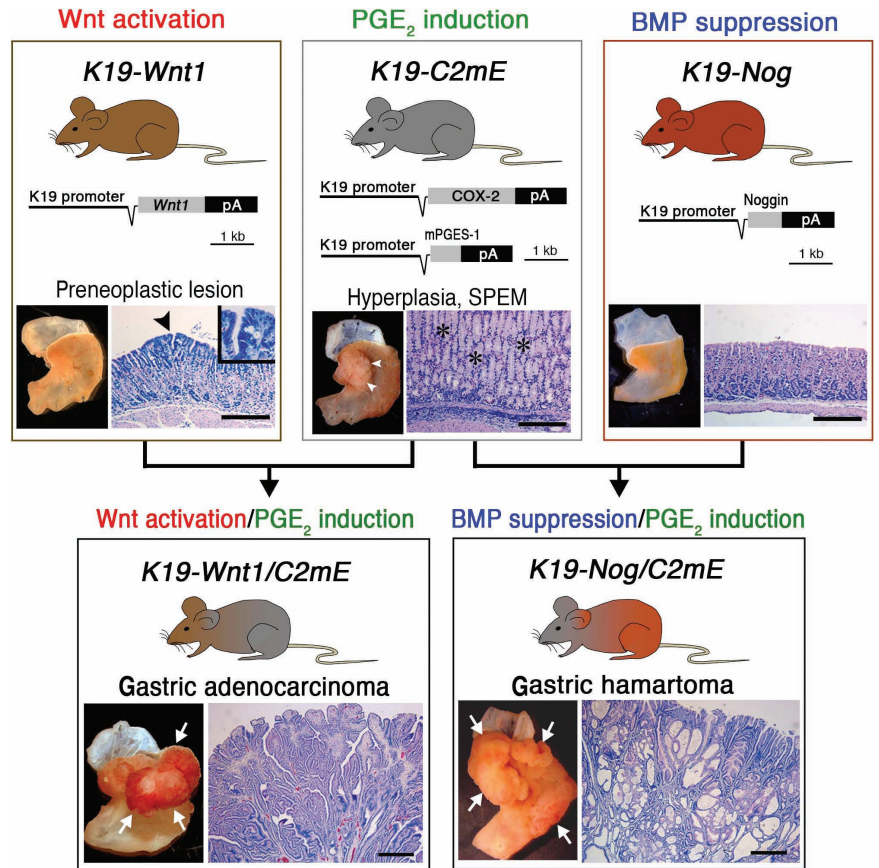 Wnt activation
PGE₂ induction
BMP suppression
K19-Wnt1
K19 promoter
Wnt1
pA
1 kb
Preneoplastic lesion
K19-C2mE
K19 promoter
COX-2
pA
mPGES-1
K19 promoter
pA
1 kb
Hyperplasia, SPEM
* * *
K19-Nog
Noggin
K19 promoter
pA
1 kb
Wnt activation/PGE₂ induction
BMP suppression/PGE₂ induction
K19-Wnt1/C2mE
Gastric adenocarcinoma
K19-Nog/C2mE
Gastric hamartoma